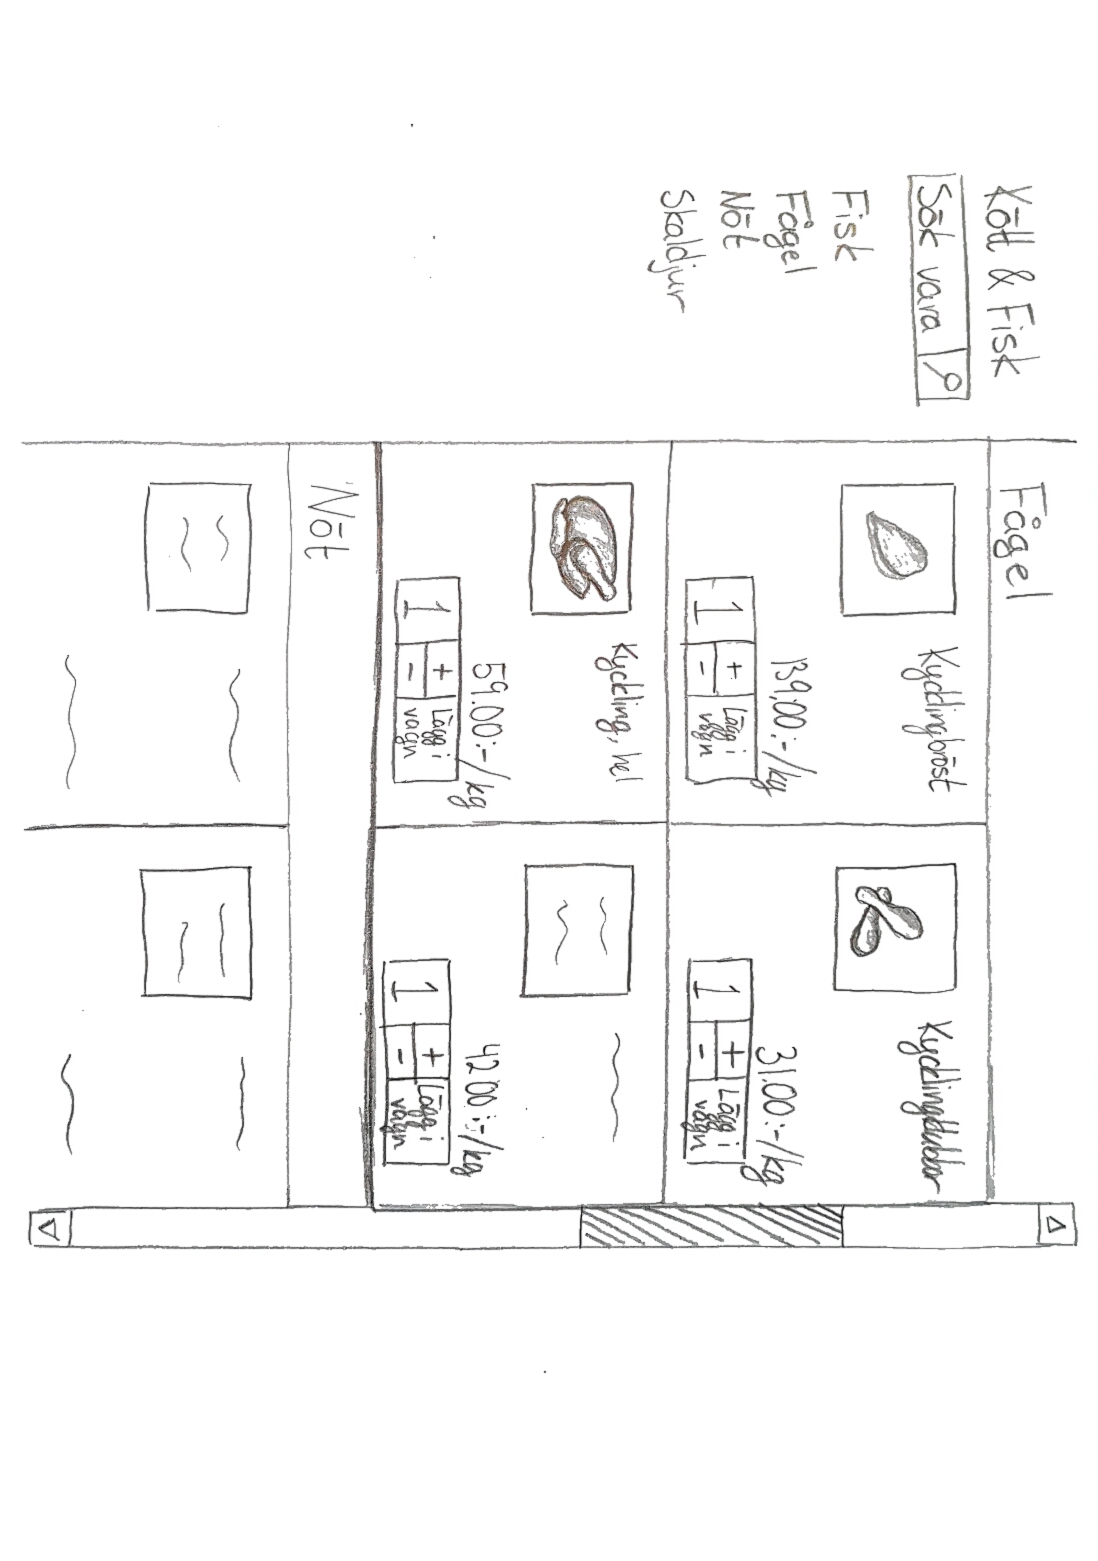 Kött & Fisk
Sök vara
Fisk
Fågel
Nöt
Skaldjur
Fågel
Kycklingbröst
139,00:-/kg
1 + - Lägg i
vagn
Kycklingklubbor
31,00:-/kg
1 + - Lägg i
vagn
Kyckling, hel
59,00:-/kg
1 + - Lägg i
vagn
42,00:-/kg
1 + - Lägg i
vagn
Nöt